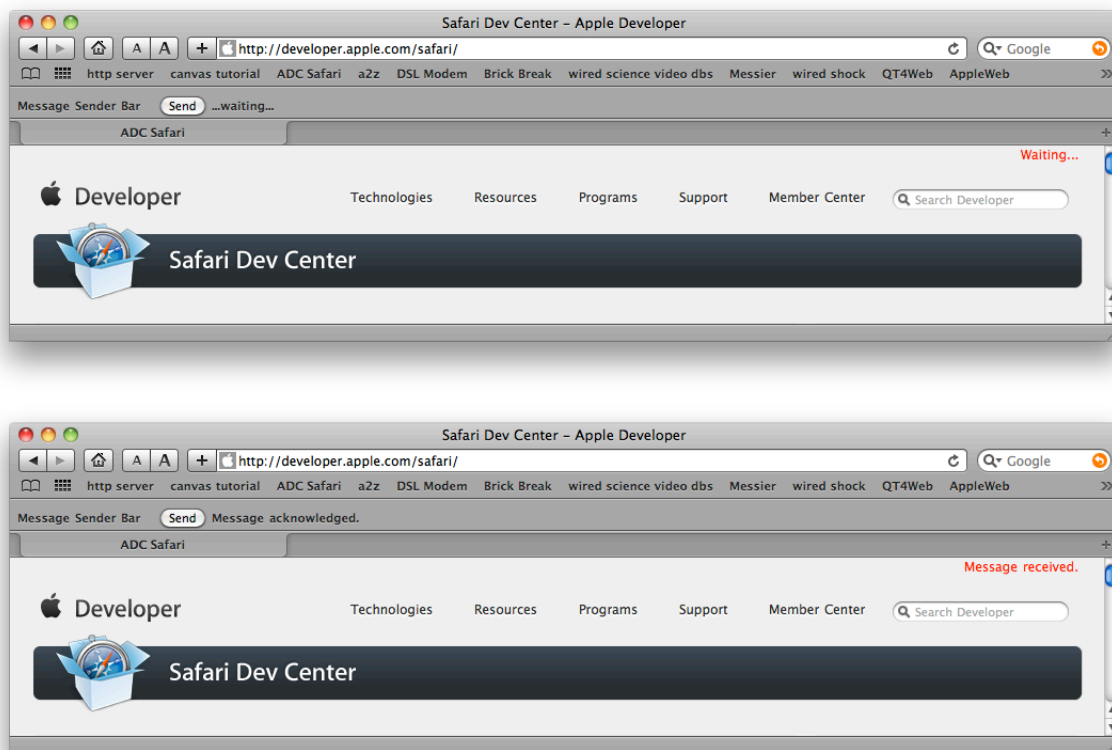 Safari Dev Center – Apple Developer
A A + http://developer.apple.com/safari/ Google
http server canvas tutorial ADC Safari a2z DSL Modem Brick Break wired science video dbs Messier wired shock QT4Web AppleWeb »
Message Sender Bar Send ...waiting...
ADC Safari +
Waiting...
Developer Technologies Resources Programs Support Member Center Search Developer
Safari Dev Center
Safari Dev Center – Apple Developer
A A + http://developer.apple.com/safari/ Google
http server canvas tutorial ADC Safari a2z DSL Modem Brick Break wired science video dbs Messier wired shock QT4Web AppleWeb »
Message Sender Bar Send Message acknowledged.
ADC Safari +
Message received.
Developer Technologies Resources Programs Support Member Center Search Developer
Safari Dev Center